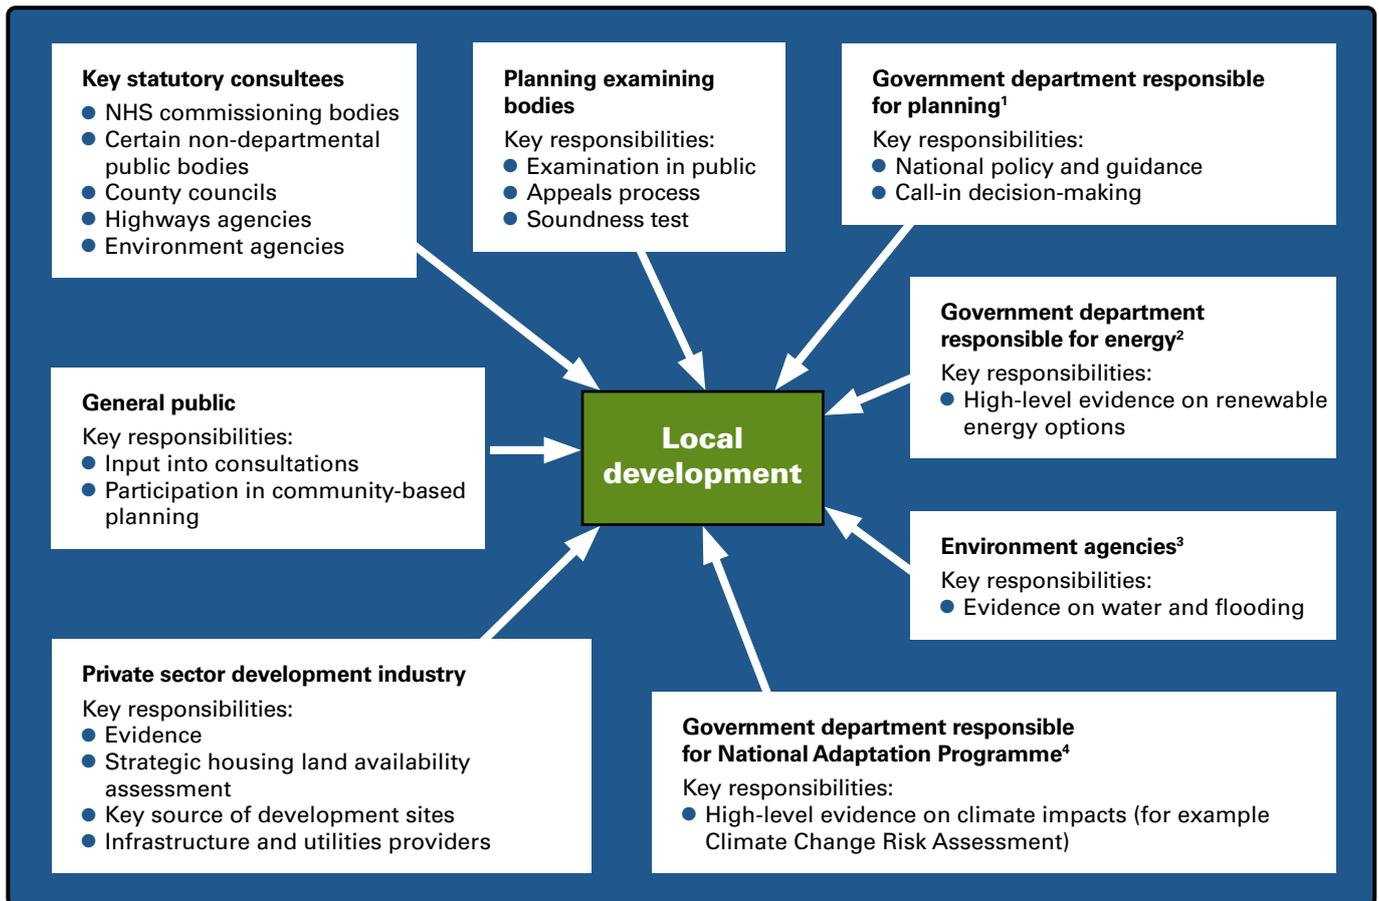 Key statutory consultees
● NHS commissioning bodies
● Certain non-departmental
public bodies
● County councils
● Highways agencies
● Environment agencies
Planning examining
bodies
Key responsibilities:
● Examination in public
● Appeals process
● Soundness test
Government department responsible
for planning¹
Key responsibilities:
● National policy and guidance
● Call-in decision-making
Government department
responsible for energy²
Key responsibilities:
● High-level evidence on renewable
energy options
General public
Key responsibilities:
● Input into consultations
● Participation in community-based
planning
Local
development
Environment agencies³
Key responsibilities:
● Evidence on water and flooding
Private sector development industry
Key responsibilities:
● Evidence
● Strategic housing land availability
assessment
● Key source of development sites
● Infrastructure and utilities providers
Government department responsible
for National Adaptation Programme⁴
Key responsibilities:
● High-level evidence on climate impacts (for example
Climate Change Risk Assessment)